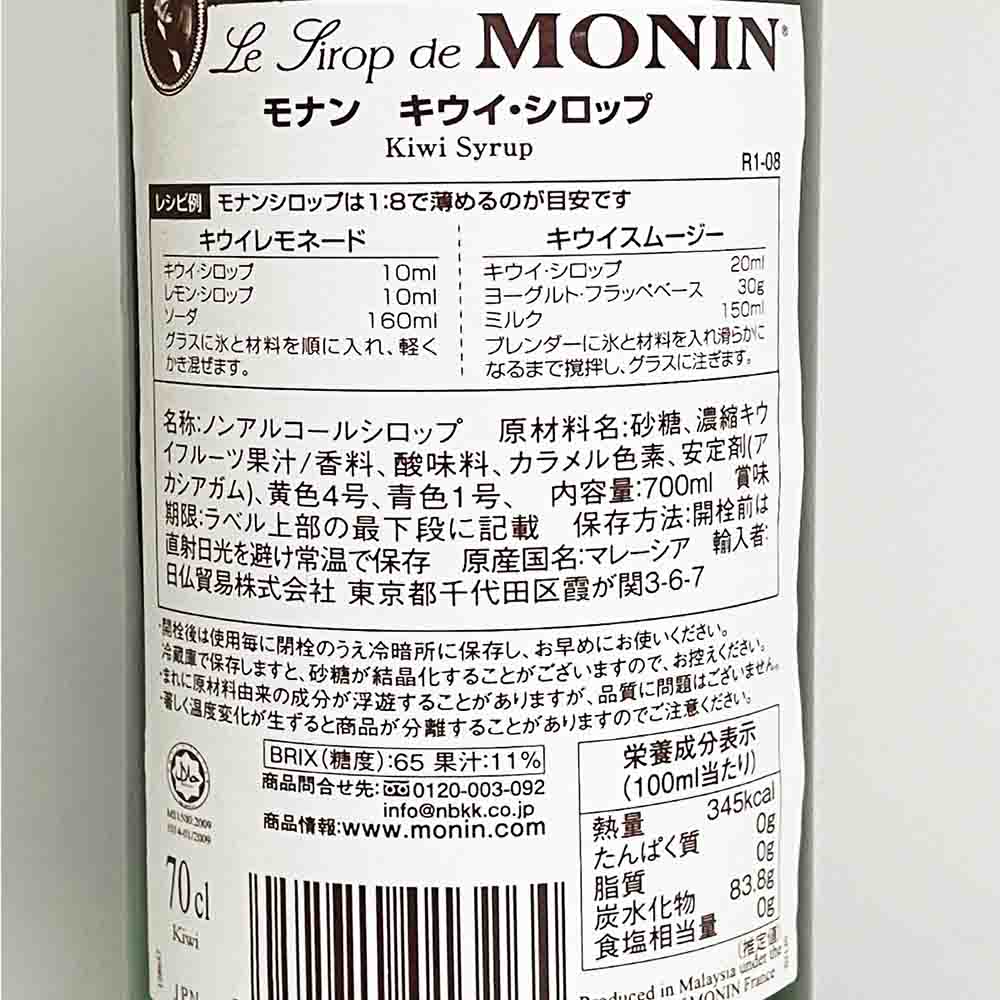 Le Sirop de MONIN®
モナン キウイ・シロップ
Kiwi Syrup
R1-08
レシピ例 モナンシロップは1:8で薄めるのが目安です
キウイレモネード
キウイ・シロップ 10ml
レモン・シロップ 10ml
ソーダ 160ml
グラスに氷と材料を順に入れ、軽く
かき混ぜます。
キウイスムージー
キウイ・シロップ 20ml
ヨーグルト・フラッペベース 30g
ミルク 150ml
ブレンダーに氷と材料を入れ滑らかに
なるまで撹拌し、グラスに注ぎます。
名称:ノンアルコールシロップ 原材料名:砂糖、濃縮キウ
イフルーツ果汁/香料、酸味料、カラメル色素、安定剤(ア
カシアガム)、黄色4号、青色1号、 内容量:700ml 賞味
期限:ラベル上部の最下段に記載 保存方法:開栓前は
直射日光を避け常温で保存 原産国名:マレーシア 輸入者:
日仏貿易株式会社 東京都千代田区霞が関3-6-7
・開栓後は使用毎に閉栓のうえ冷暗所に保存し、お早めにお使いください。
冷蔵庫で保存しますと、砂糖が結晶化することがございますので、お控えください。
・まれに原材料由来の成分が浮遊することがありますが、品質に問題はございません。
・著しく温度変化が生ずると商品が分離することがありますのでご注意ください。
BRIX(糖度):65 果汁:11%
商品問合せ先:0120-003-092
info@nbkk.co.jp
商品情報:www.monin.com
栄養成分表示
(100ml当たり)
熱量 345kcal
たんぱく質 0g
脂質 0g
炭水化物 83.8g
食塩相当量 0g
(推定値)
حلال
MS1500:2009
70 cl
Kiwi
JPN
Produced in Malaysia under the
MONIN France